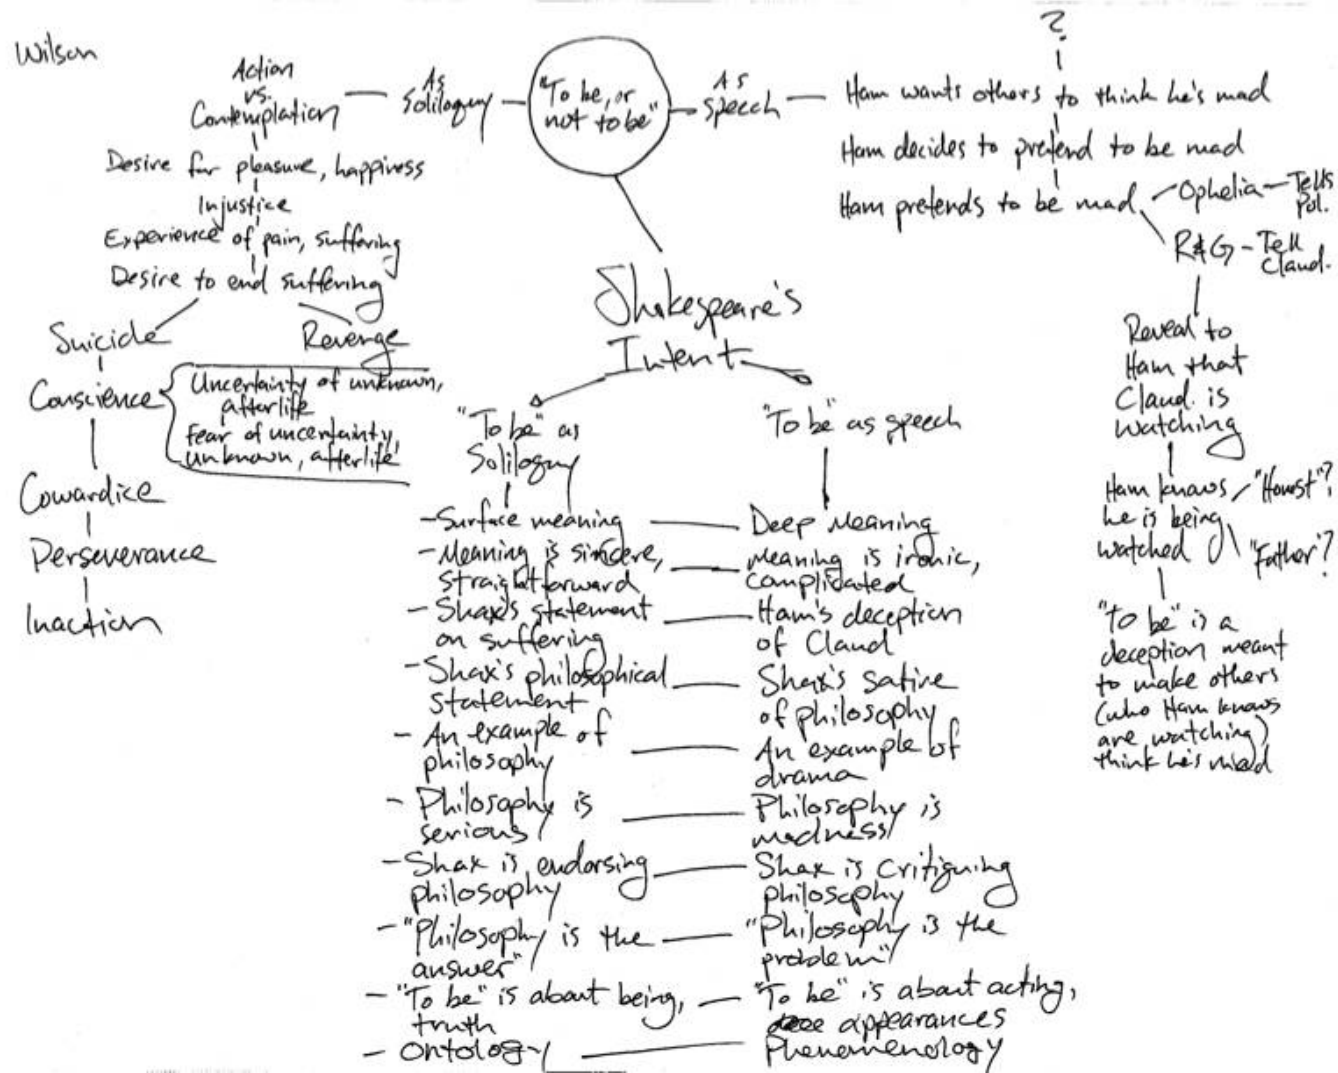 Wilson
Action
vs.
Contemplation
As
Soliloquy
"To be, or
not to be"
As
speech
?
Ham wants others to think he's mad
Ham decides to pretend to be mad
Ham pretends to be mad
Ophelia - Tells
Pol.
R&G - Tell
Claud.
Reveal to
Ham that
Claud. is
watching
Ham knows
he is being
watched
"Honest"?
"Father"?
"To be" is a
deception meant
to make others
(who Ham knows
are watching)
think he's mad
Desire for pleasure, happiness
Injustice
Experience of pain, suffering
Desire to end suffering
Suicide
Revenge
Conscience
Uncertainty of unknown,
afterlife
Fear of uncertainty,
unknown, afterlife
Cowardice
Perseverance
Inaction
Shakespeare's
Intent
"To be" as
Soliloquy
"To be" as speech
- Surface meaning
Deep Meaning
- Meaning is sincere,
straightforward
Meaning is ironic,
complicated
- Shax's statement
on suffering
Ham's deception
of Claud
- Shax's philosophical
statement
Shax's satire
of philosophy
- An example of
philosophy
An example of
drama
- Philosophy is
serious
Philosophy is
madness
- Shax is endorsing
philosophy
Shax is critiquing
philosophy
- "Philosophy is the
answer"
"Philosophy is the
problem"
- "To be" is about being,
truth
"To be" is about acting,
appearances
- Ontology
Phenomenology